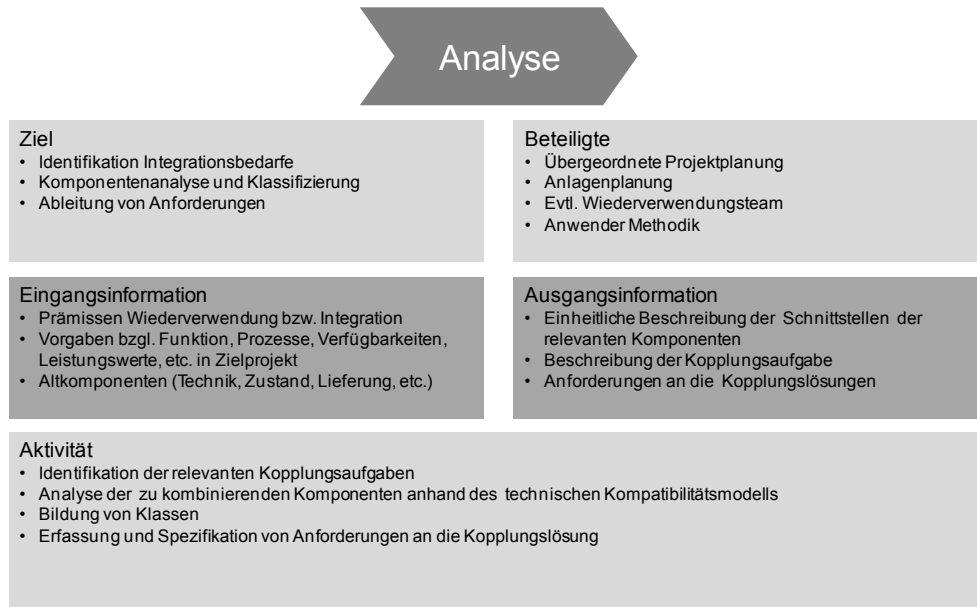 Analyse
Ziel
• Identifikation Integrationsbedarfe
• Komponentenanalyse und Klassifizierung
• Ableitung von Anforderungen
Beteiligte
• Übergeordnete Projektplanung
• Anlagenplanung
• Evtl. Wiederverwendungsteam
• Anwender Methodik
Eingangsinformation
• Prämissen Wiederverwendung bzw. Integration
• Vorgaben bzgl. Funktion, Prozesse, Verfügbarkeiten,
Leistungswerte, etc. in Zielprojekt
• Altkomponenten (Technik, Zustand, Lieferung, etc.)
Ausgangsinformation
• Einheitliche Beschreibung der Schnittstellen der
relevanten Komponenten
• Beschreibung der Kopplungsaufgabe
• Anforderungen an die Kopplungslösungen
Aktivität
• Identifikation der relevanten Kopplungsaufgaben
• Analyse der zu kombinierenden Komponenten anhand des technischen Kompatibilitätsmodells
• Bildung von Klassen
• Erfassung und Spezifikation von Anforderungen an die Kopplungslösung